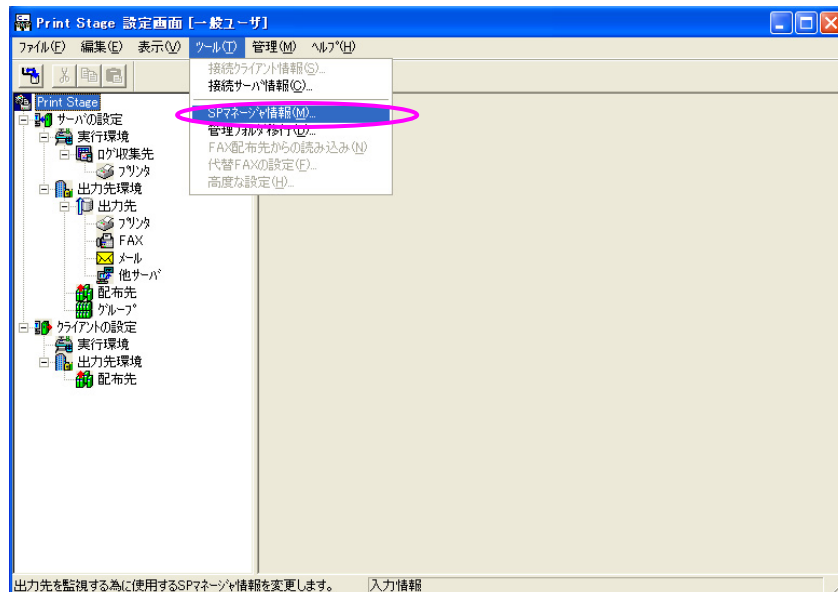 Print Stage 設定画面 [一般ユーザ]
ファイル(F) 編集(E) 表示(V) ツール(T) 管理(M) ヘルプ(H)
接続クライアント情報(S)...
接続サーバ情報(C)...
SPマネージャ情報(M)...
管理フォルダ移行(D)...
FAX配布先からの読み込み(N)
代替FAXの設定(F)...
高度な設定(H)...
Print Stage
サーバの設定
実行環境
ログ収集先
プリンタ
出力先環境
出力先
プリンタ
FAX
メール
他サーバ
配布先
グループ
クライアントの設定
実行環境
出力先環境
配布先
出力先を監視する為に使用するSPマネージャ情報を変更します。 入力情報